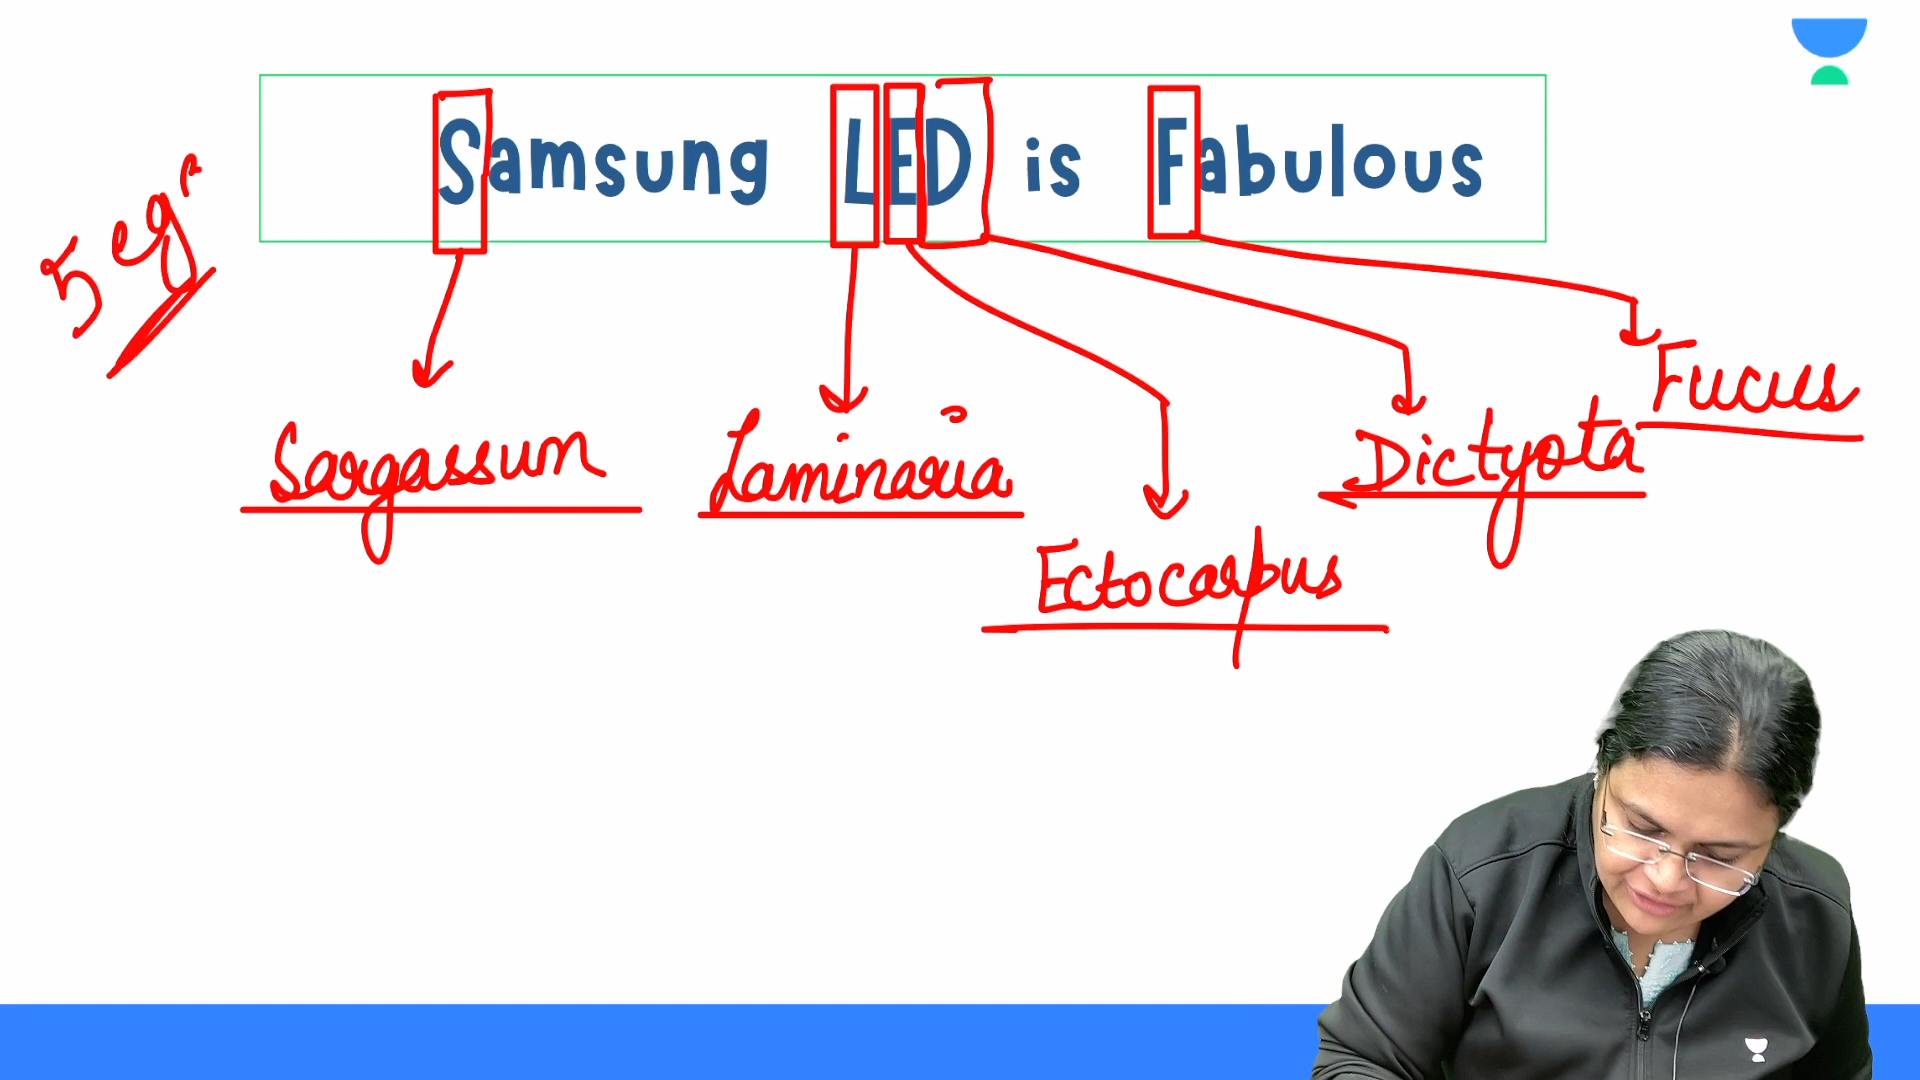 Samsung LED is Fabulous
5 eg.
Fucus
Sargassum Laminaria Dictyota
Ectocarpus